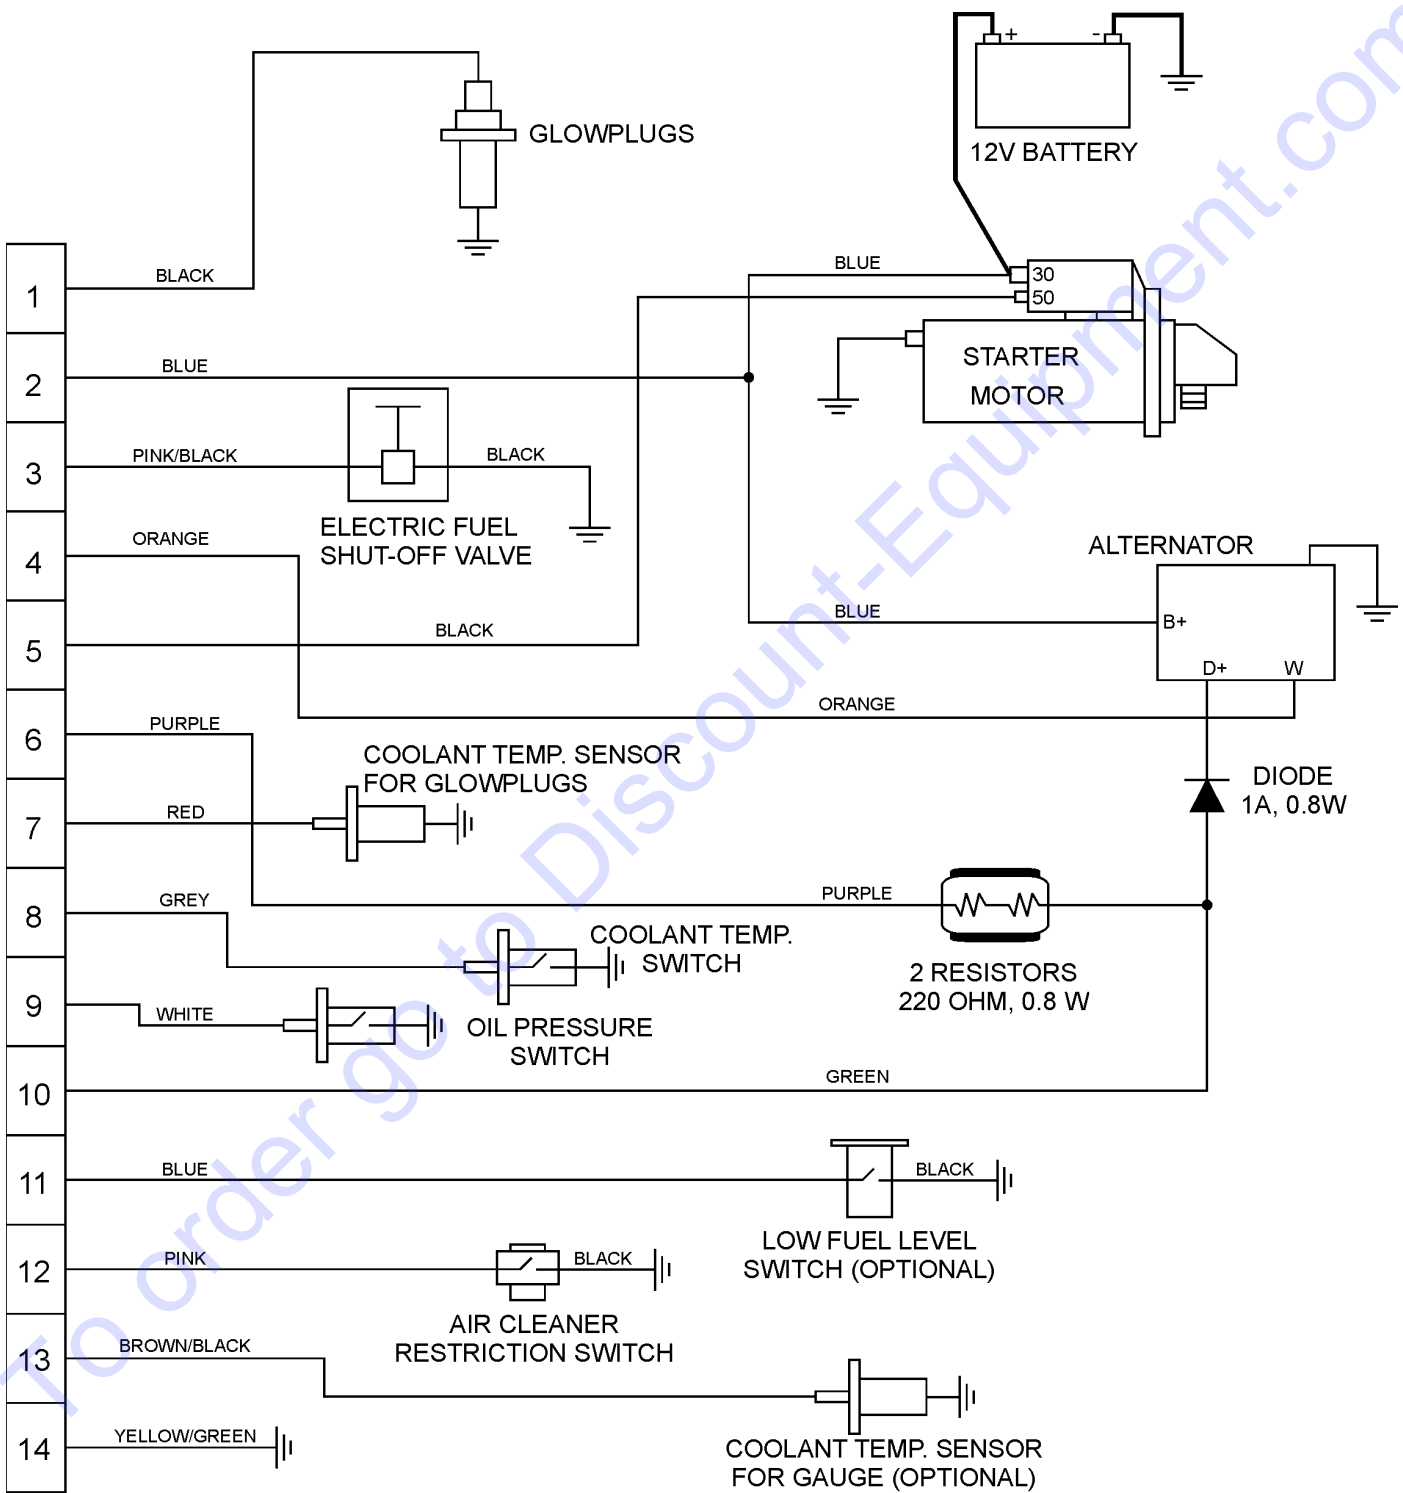 + -
12V BATTERY
GLOWPLUGS
1
BLACK
BLUE
30
50
STARTER
MOTOR
2
BLUE
3
PINK/BLACK
BLACK
ELECTRIC FUEL
SHUT-OFF VALVE
4
ORANGE
ALTERNATOR
B+
D+ W
BLUE
5
BLACK
ORANGE
6
PURPLE
COOLANT TEMP. SENSOR
FOR GLOWPLUGS
7
RED
DIODE
1A, 0.8W
8
GREY
PURPLE
COOLANT TEMP.
SWITCH
2 RESISTORS
220 OHM, 0.8 W
9
WHITE
OIL PRESSURE
SWITCH
10
GREEN
11
BLUE
BLACK
LOW FUEL LEVEL
SWITCH (OPTIONAL)
12
PINK
BLACK
AIR CLEANER
RESTRICTION SWITCH
13
BROWN/BLACK
14
YELLOW/GREEN
COOLANT TEMP. SENSOR
FOR GAUGE (OPTIONAL)
To order go to Discount-Equipment.com